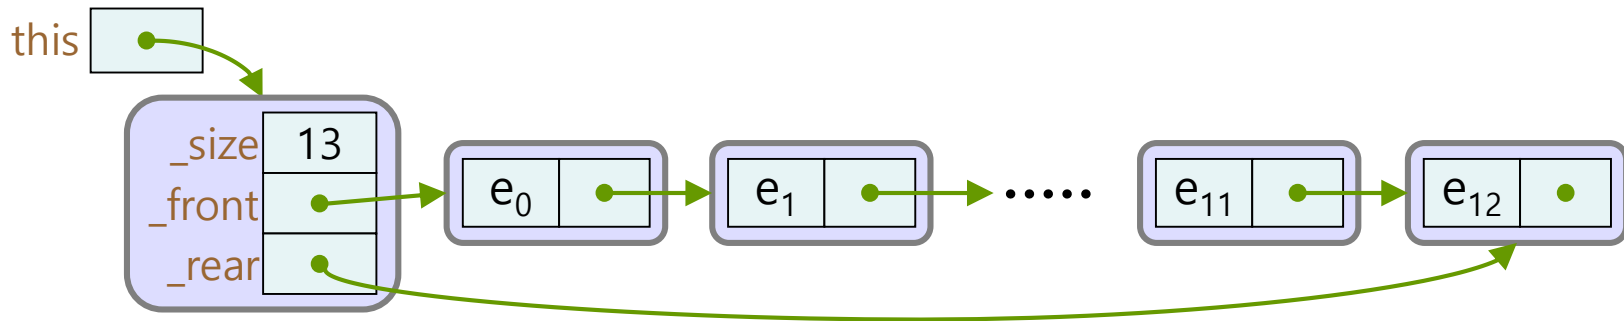 this
_size 13
_front e₀ e₁ ····· e₁₁ e₁₂
_rear